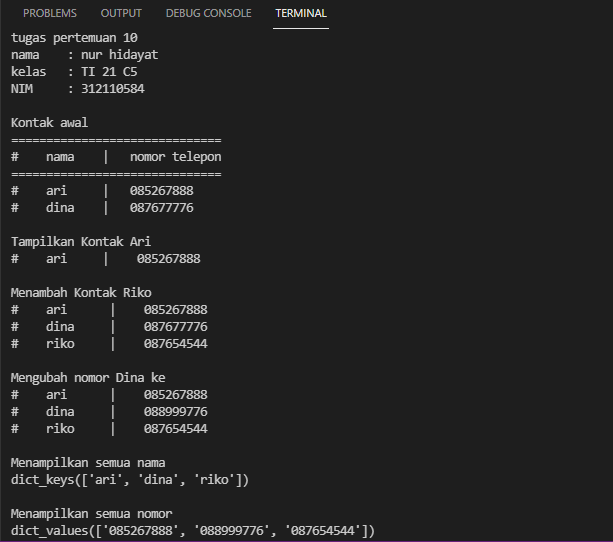 PROBLEMS OUTPUT DEBUG CONSOLE TERMINAL
tugas pertemuan 10
nama    : nur hidayat
kelas   : TI 21 C5
NIM     : 312110584
Kontak awal
==============================
#    nama    |   nomor telepon
==============================
#    ari     |   085267888
#    dina    |   087677776
Tampilkan Kontak Ari
#    ari     |    085267888
Menambah Kontak Riko
#    ari      |    085267888
#    dina     |    087677776
#    riko     |    087654544
Mengubah nomor Dina ke
#    ari      |    085267888
#    dina     |    088999776
#    riko     |    087654544
Menampilkan semua nama
dict_keys(['ari', 'dina', 'riko'])
Menampilkan semua nomor
dict_values(['085267888', '088999776', '087654544'])